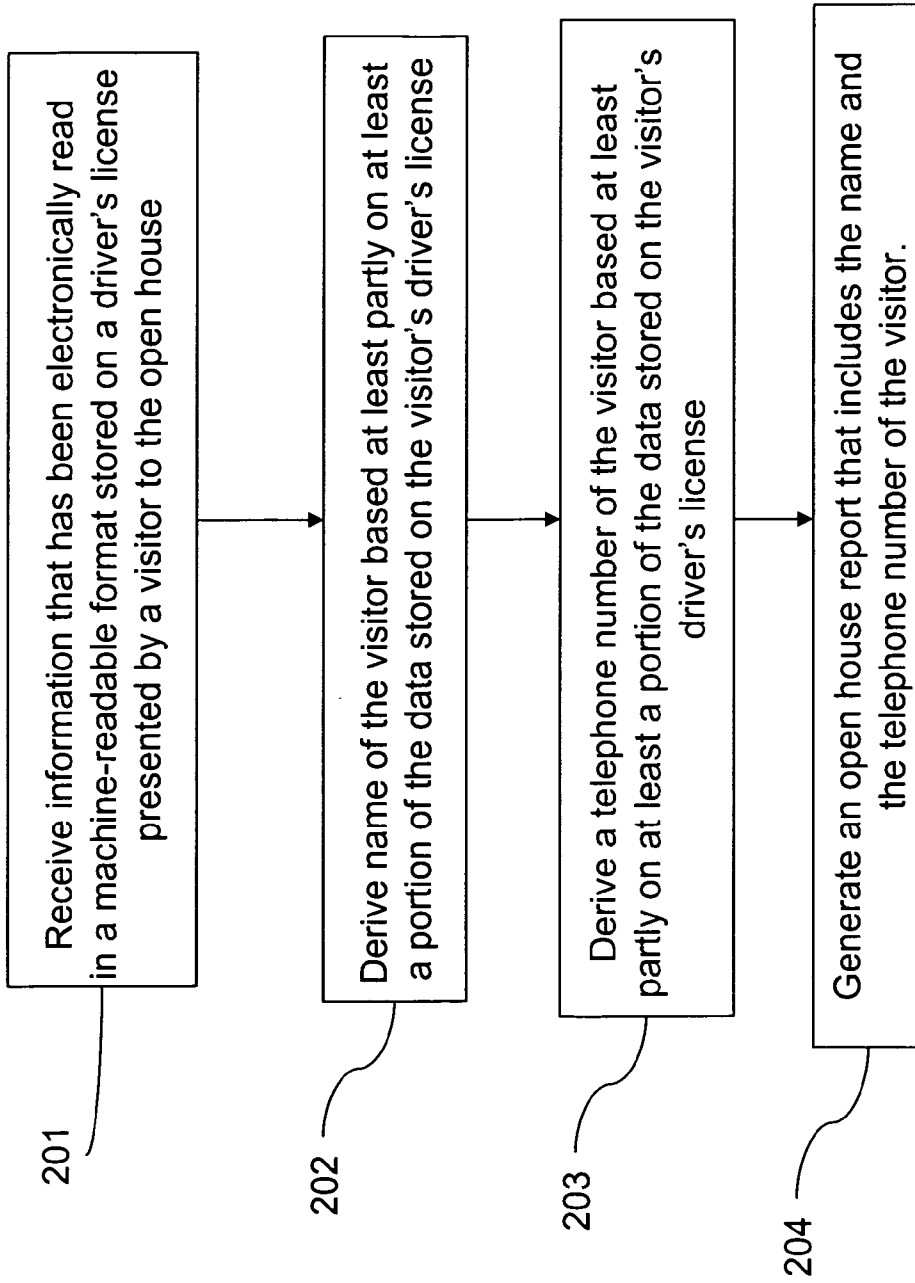 201
Receive information that has been electronically read
in a machine-readable format stored on a driver's license
presented by a visitor to the open house
202
Derive name of the visitor based at least partly on at least
a portion of the data stored on the visitor's driver's license
203
Derive a telephone number of the visitor based at least
partly on at least a portion of the data stored on the visitor's
driver's license
204
Generate an open house report that includes the name and
the telephone number of the visitor.